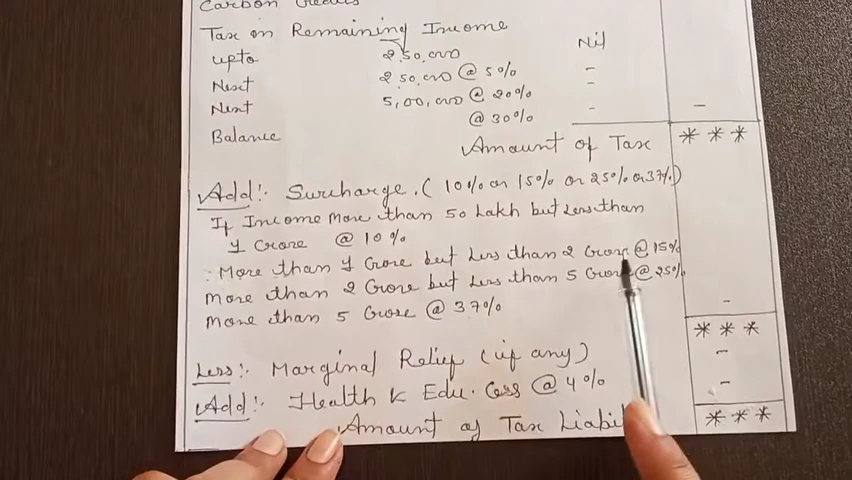 Carbon Credits
Tax on Remaining Income
upto 2,50,000 Nil
Next 2,50,000 @ 5% -
Next 5,00,000 @ 20% -
Balance @ 30% - -
Amount of Tax ***
Add:- Surcharge. (10% or 15% or 25% or 37%)
If Income More than 50 Lakh but Less than
1 Crore @ 10%
More than 1 Crore but Less than 2 Crore @ 15%
More than 2 Crore but Less than 5 Crore @ 25%
More than 5 Crore @ 37% -
***
Less:- Marginal Relief (if any) -
Add:- Health & Edu. Cess @ 4% -
Amount of Tax ***